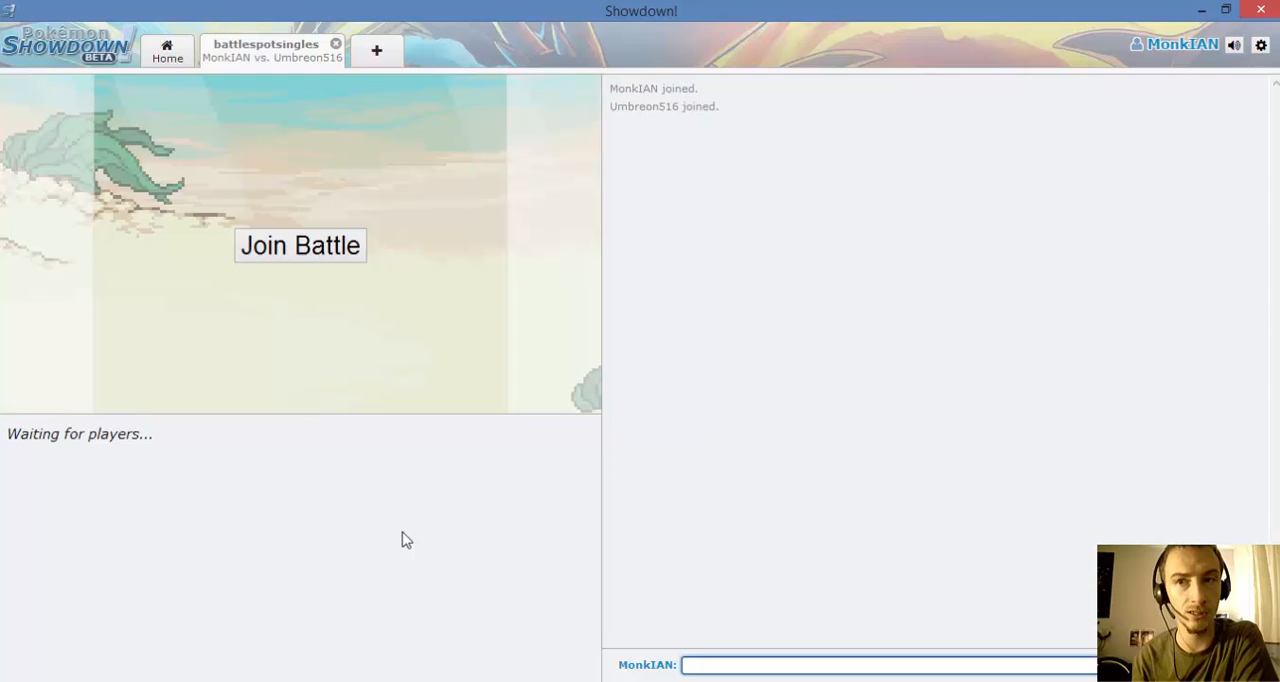 Showdown!
Pokémon
SHOWDOWN!
BETA
Home
battlespotsingles
MonkIAN vs. Umbreon516
+
MonkIAN
MonkIAN joined.
Umbreon516 joined.
Join Battle
Waiting for players...
MonkIAN: